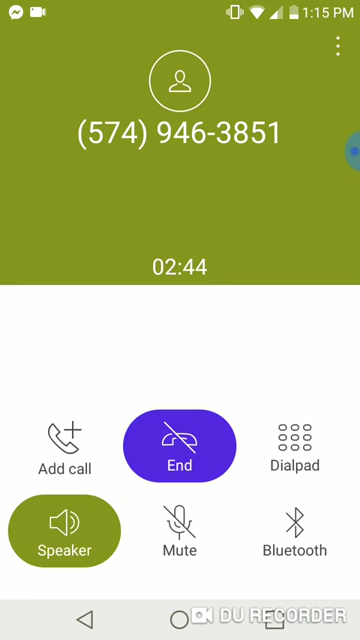 1:15 PM
(574) 946-3851
02:44
Add call
End
Dialpad
Speaker
Mute
Bluetooth
DU RECORDER